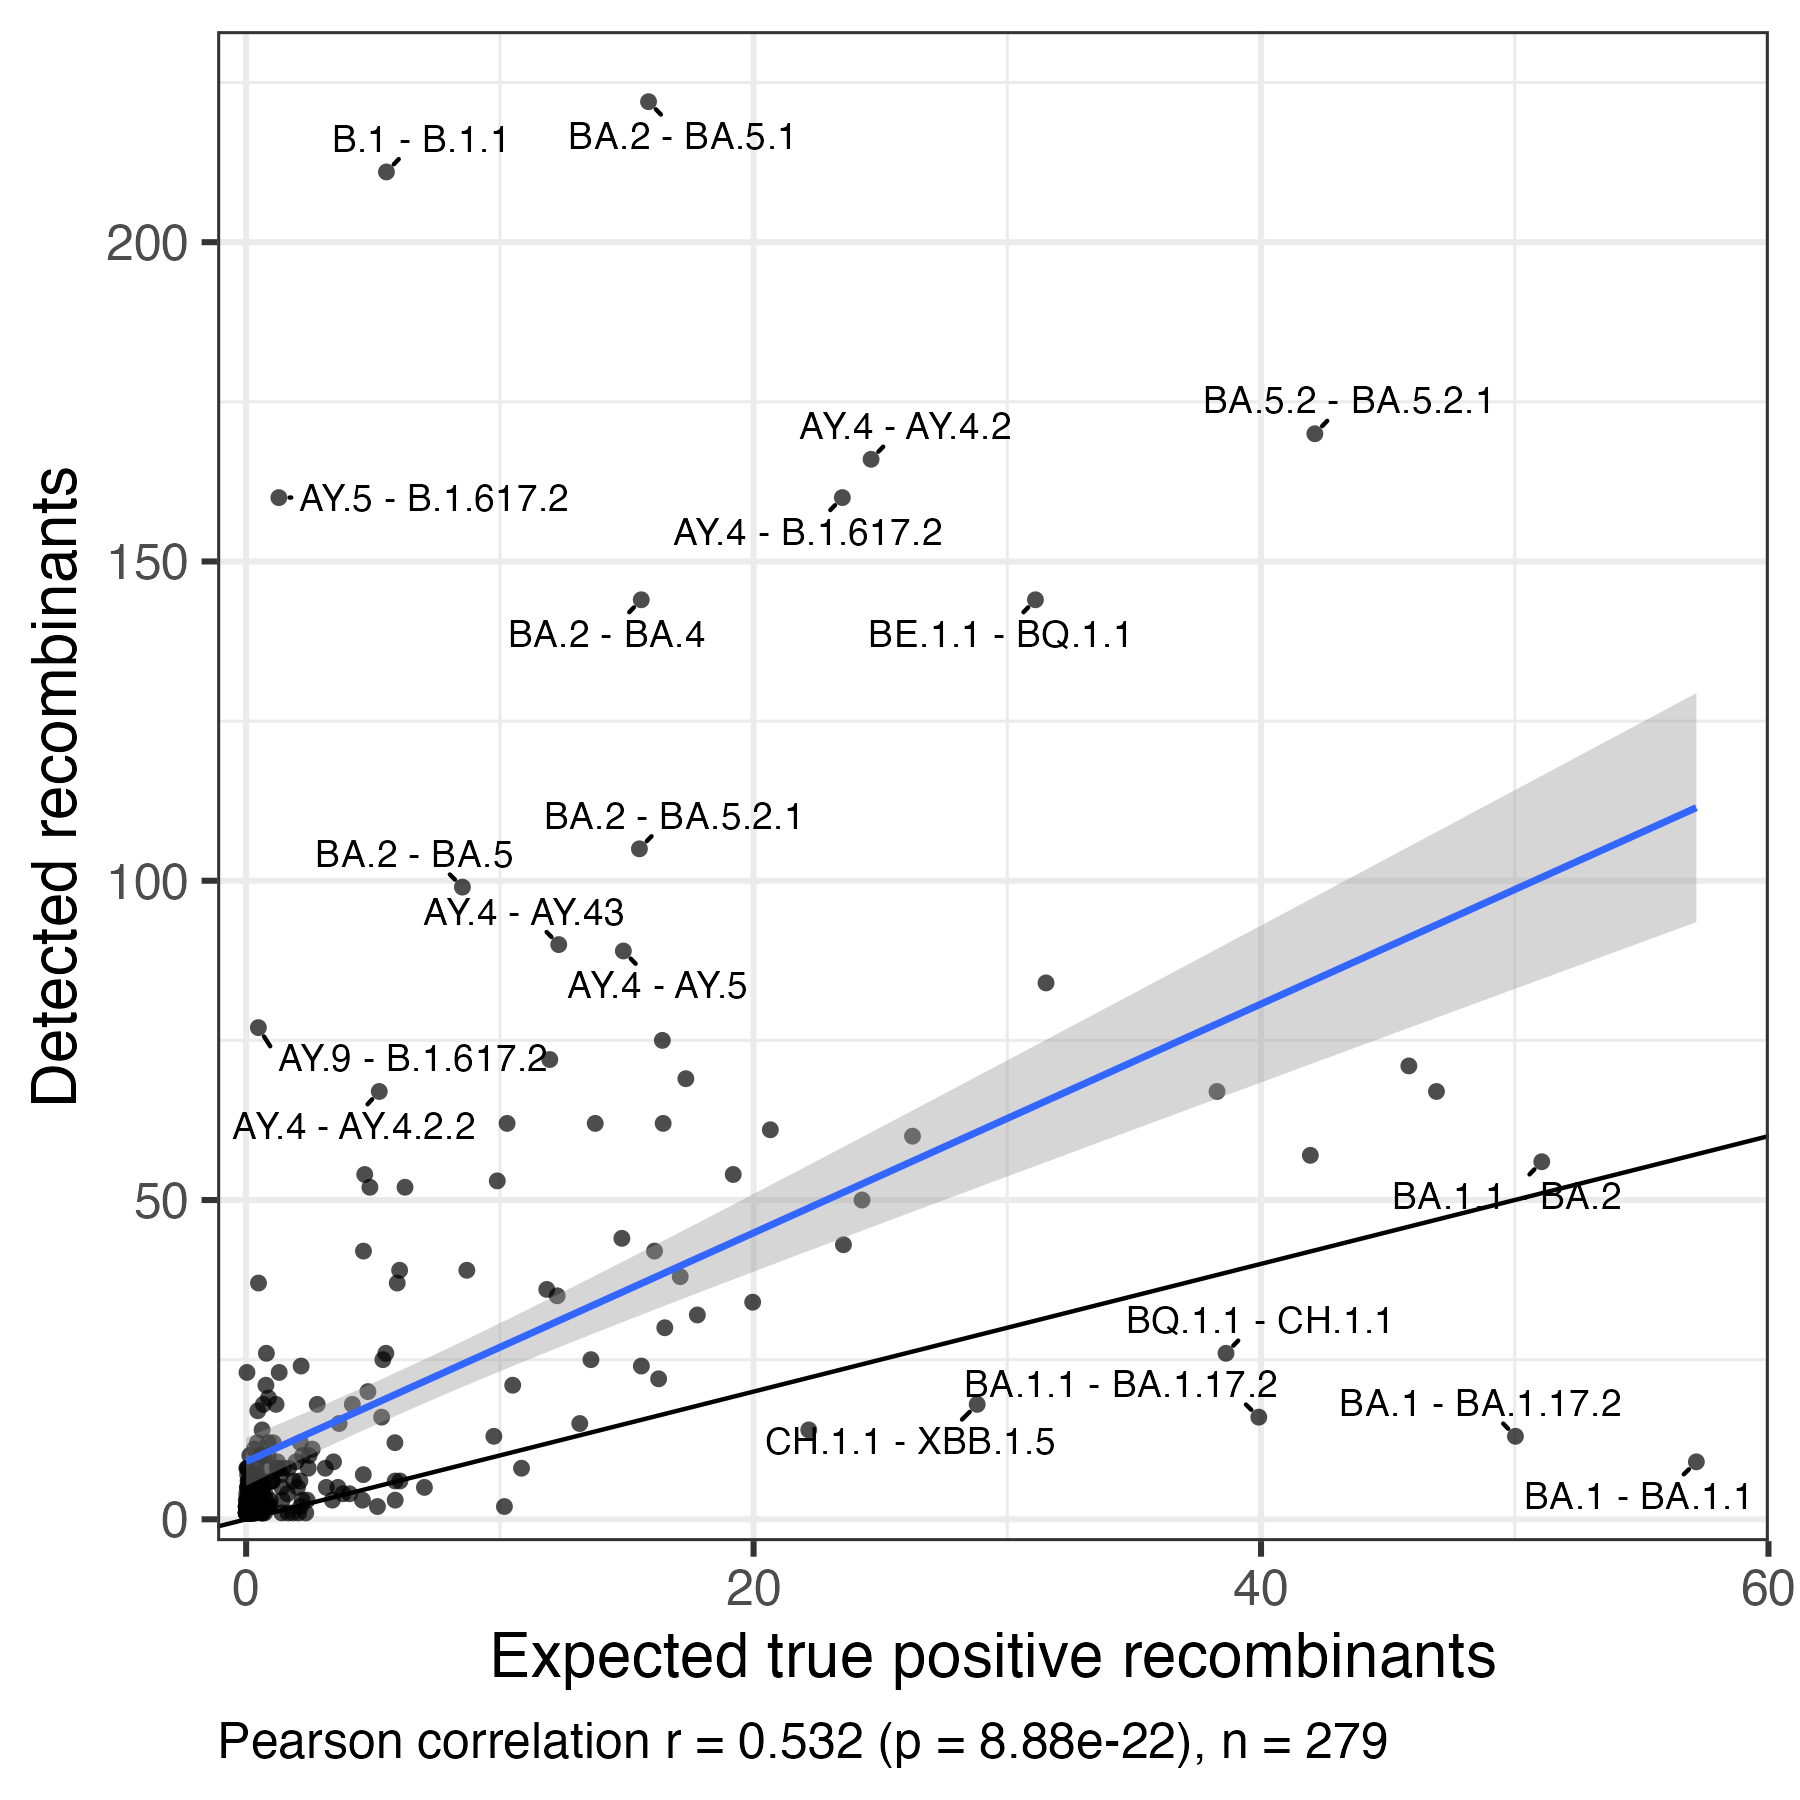 B.1 - B.1.1
BA.2 - BA.5.1
200
BA.5.2 - BA.5.2.1
AY.4 - AY.4.2
AY.5 - B.1.617.2
AY.4 - B.1.617.2
150
BA.2 - BA.4
BE.1.1 - BQ.1.1
Detected recombinants
BA.2 - BA.5.2.1
BA.2 - BA.5
100
AY.4 - AY.43
AY.4 - AY.5
AY.9 - B.1.617.2
AY.4 - AY.4.2.2
50
BA.1.1 - BA.2
BQ.1.1 - CH.1.1
BA.1.1 - BA.1.17.2
BA.1 - BA.1.17.2
CH.1.1 - XBB.1.5
BA.1 - BA.1.1
0
0 20 40 60
Expected true positive recombinants
Pearson correlation r = 0.532 (p = 8.88e-22), n = 279